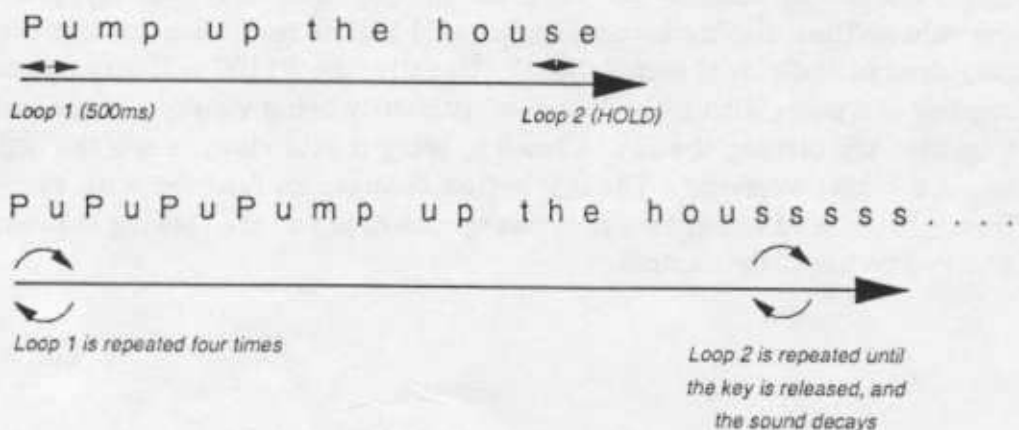 Pump up the house
Loop 1 (500ms)
Loop 2 (HOLD)
PuPuPuPump up the housssss....
Loop 1 is repeated four times
Loop 2 is repeated until
the key is released, and
the sound decays